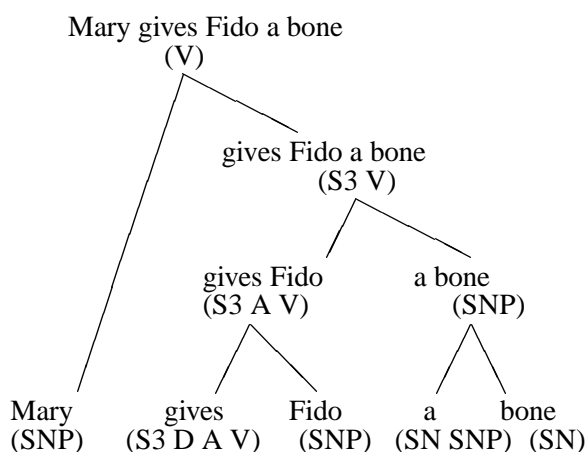 Mary gives Fido a bone
(V)
gives Fido a bone
(S3 V)
gives Fido a bone
(S3 A V) (SNP)
Mary gives Fido a bone
(SNP) (S3 D A V) (SNP) (SN SNP) (SN)